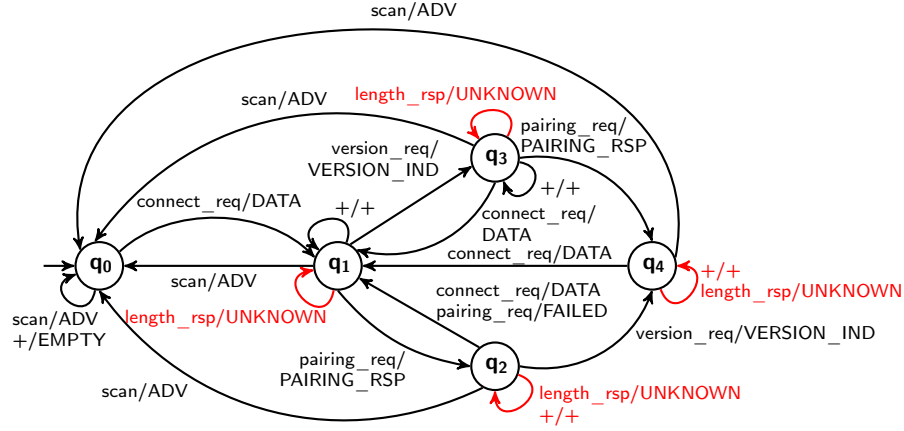 scan/ADV
scan/ADV
length_rsp/UNKNOWN
pairing_req/
PAIRING_RSP
version_req/
VERSION_IND
q3
+/+
connect_req/DATA
+/+
connect_req/
DATA
connect_req/DATA
q0
q1
q4
scan/ADV
+/+
length_rsp/UNKNOWN
length_rsp/UNKNOWN
scan/ADV
+/EMPTY
connect_req/DATA
pairing_req/FAILED
version_req/VERSION_IND
pairing_req/
PAIRING_RSP
q2
scan/ADV
length_rsp/UNKNOWN
+/+